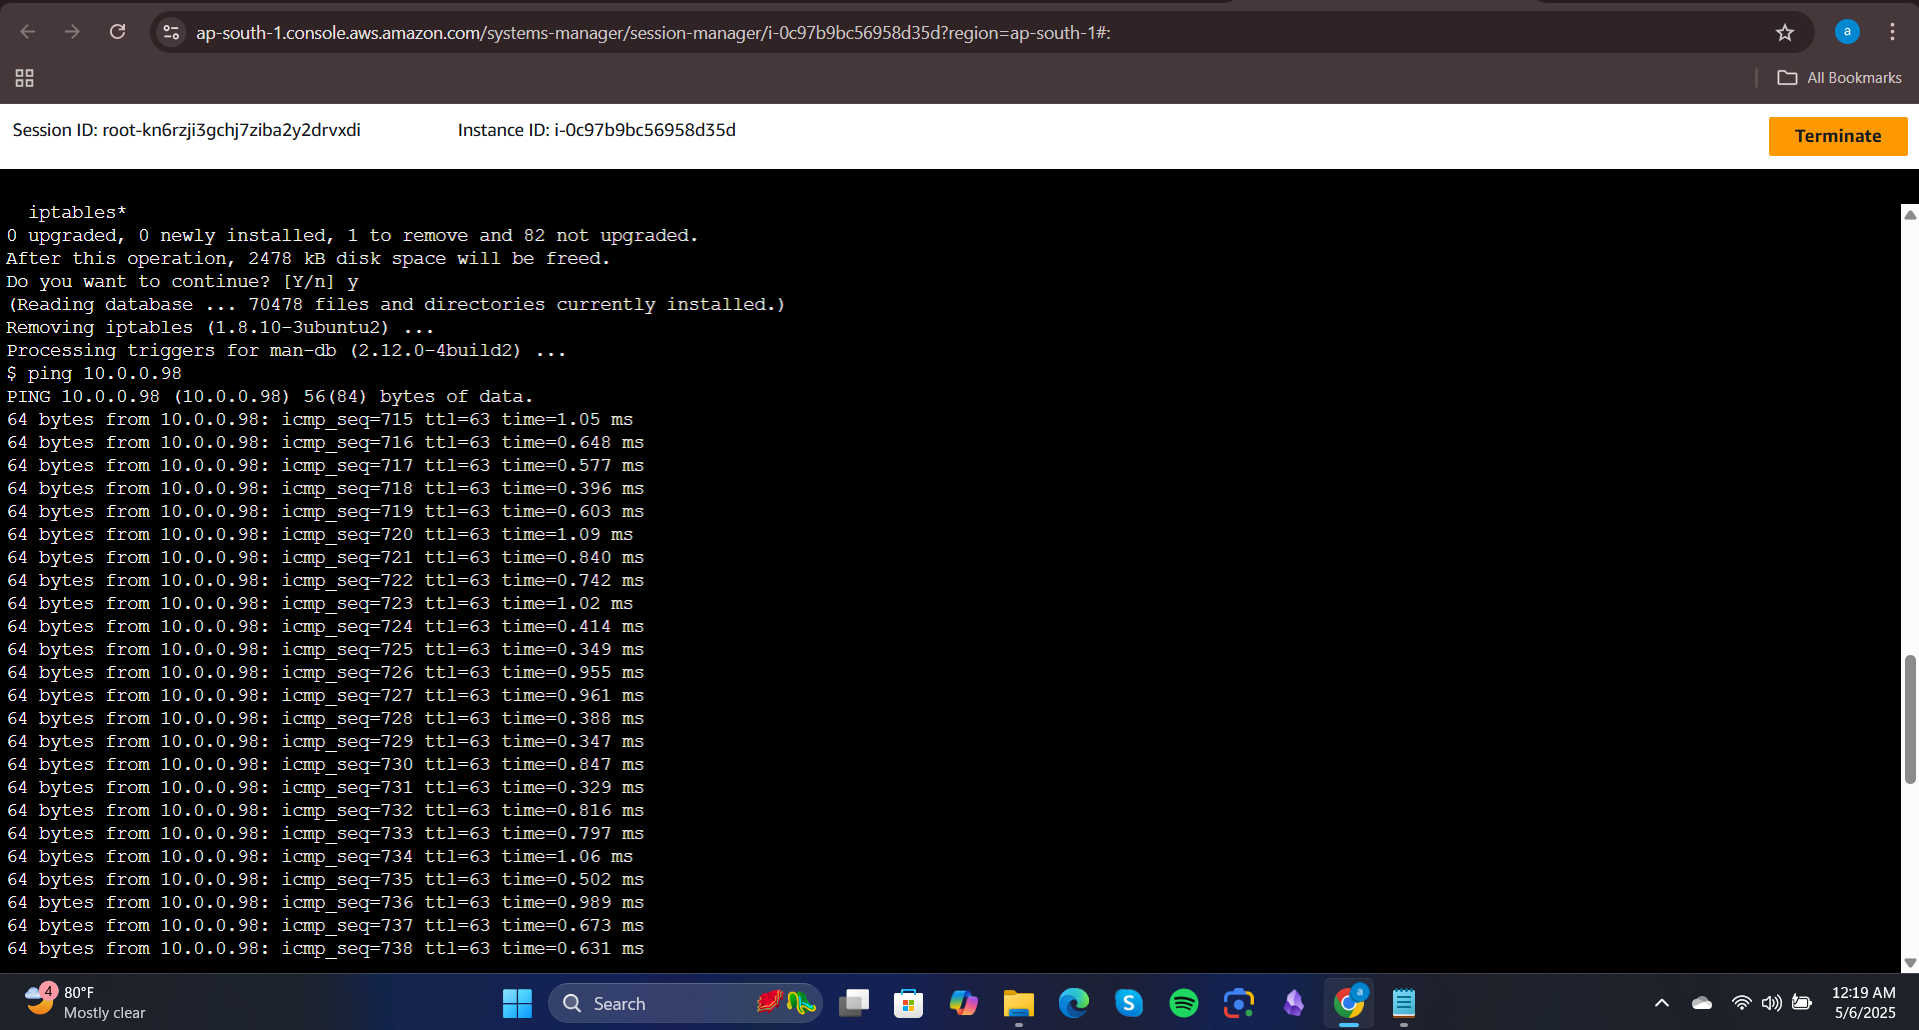 ap-south-1.console.aws.amazon.com/systems-manager/session-manager/i-0c97b9bc56958d35d?region=ap-south-1#:
a
All Bookmarks
Session ID: root-kn6rzji3gchj7ziba2y2drvxdi
Instance ID: i-0c97b9bc56958d35d
Terminate
iptables*
0 upgraded, 0 newly installed, 1 to remove and 82 not upgraded.
After this operation, 2478 kB disk space will be freed.
Do you want to continue? [Y/n] y
(Reading database ... 70478 files and directories currently installed.)
Removing iptables (1.8.10-3ubuntu2) ...
Processing triggers for man-db (2.12.0-4build2) ...
$ ping 10.0.0.98
PING 10.0.0.98 (10.0.0.98) 56(84) bytes of data.
64 bytes from 10.0.0.98: icmp_seq=715 ttl=63 time=1.05 ms
64 bytes from 10.0.0.98: icmp_seq=716 ttl=63 time=0.648 ms
64 bytes from 10.0.0.98: icmp_seq=717 ttl=63 time=0.577 ms
64 bytes from 10.0.0.98: icmp_seq=718 ttl=63 time=0.396 ms
64 bytes from 10.0.0.98: icmp_seq=719 ttl=63 time=0.603 ms
64 bytes from 10.0.0.98: icmp_seq=720 ttl=63 time=1.09 ms
64 bytes from 10.0.0.98: icmp_seq=721 ttl=63 time=0.840 ms
64 bytes from 10.0.0.98: icmp_seq=722 ttl=63 time=0.742 ms
64 bytes from 10.0.0.98: icmp_seq=723 ttl=63 time=1.02 ms
64 bytes from 10.0.0.98: icmp_seq=724 ttl=63 time=0.414 ms
64 bytes from 10.0.0.98: icmp_seq=725 ttl=63 time=0.349 ms
64 bytes from 10.0.0.98: icmp_seq=726 ttl=63 time=0.955 ms
64 bytes from 10.0.0.98: icmp_seq=727 ttl=63 time=0.961 ms
64 bytes from 10.0.0.98: icmp_seq=728 ttl=63 time=0.388 ms
64 bytes from 10.0.0.98: icmp_seq=729 ttl=63 time=0.347 ms
64 bytes from 10.0.0.98: icmp_seq=730 ttl=63 time=0.847 ms
64 bytes from 10.0.0.98: icmp_seq=731 ttl=63 time=0.329 ms
64 bytes from 10.0.0.98: icmp_seq=732 ttl=63 time=0.816 ms
64 bytes from 10.0.0.98: icmp_seq=733 ttl=63 time=0.797 ms
64 bytes from 10.0.0.98: icmp_seq=734 ttl=63 time=1.06 ms
64 bytes from 10.0.0.98: icmp_seq=735 ttl=63 time=0.502 ms
64 bytes from 10.0.0.98: icmp_seq=736 ttl=63 time=0.989 ms
64 bytes from 10.0.0.98: icmp_seq=737 ttl=63 time=0.673 ms
64 bytes from 10.0.0.98: icmp_seq=738 ttl=63 time=0.631 ms
4
80°F
Mostly clear
Search
S
a
12:19 AM
5/6/2025